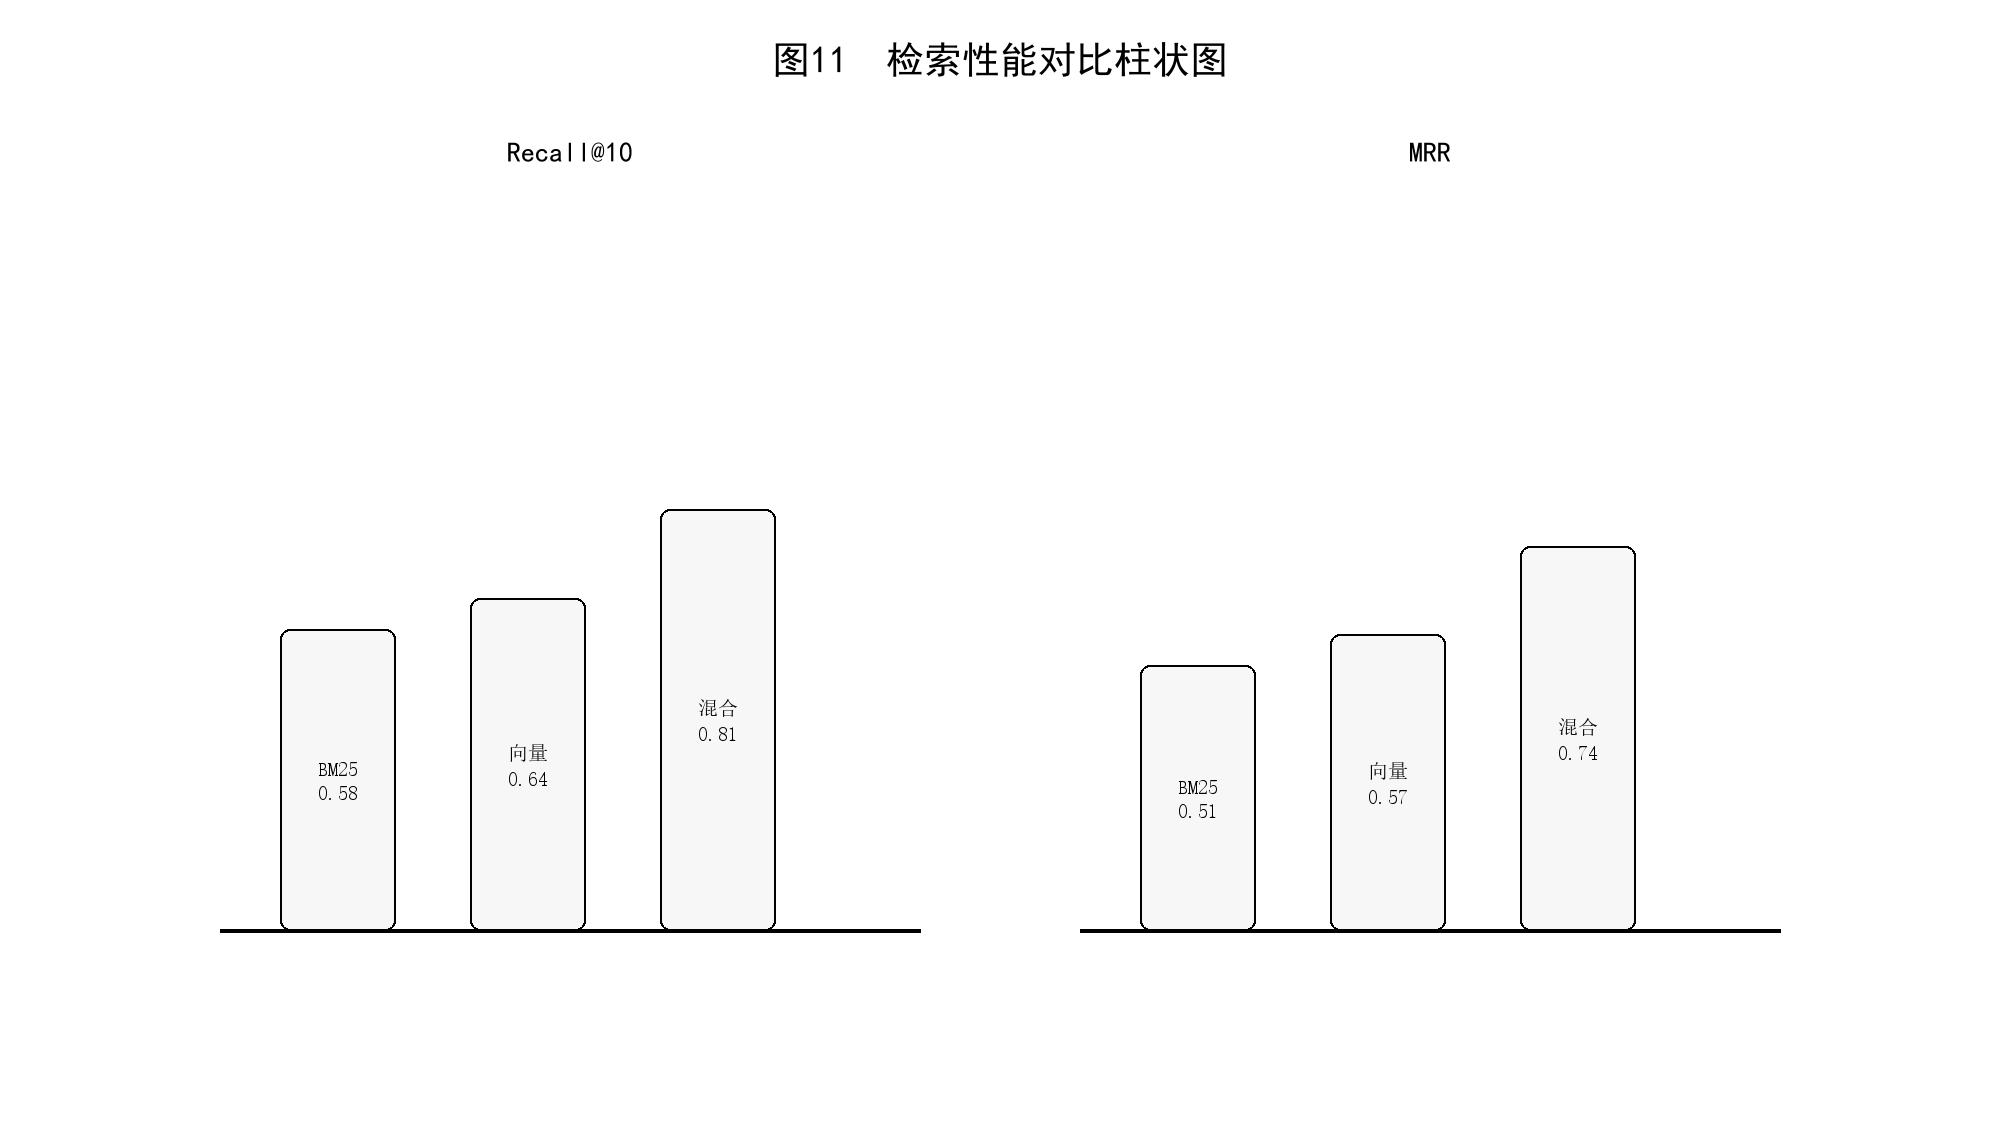 图11　检索性能对比柱状图
Recall@10
BM25
0.58
向量
0.64
混合
0.81
MRR
BM25
0.51
向量
0.57
混合
0.74